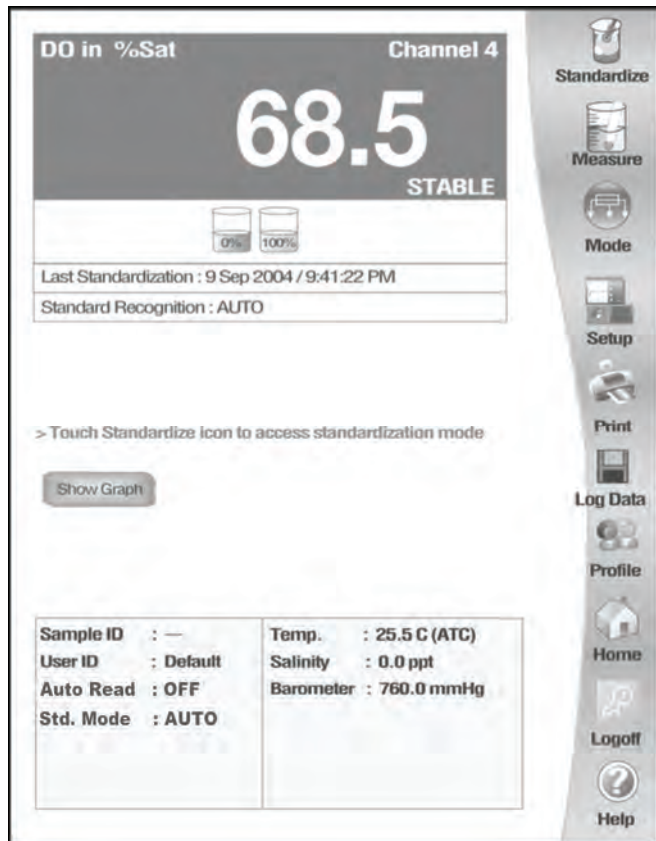 DO in %Sat
Channel 4
68.5
STABLE
0%
100%
Last Standardization : 9 Sep 2004 / 9:41:22 PM
Standard Recognition : AUTO
> Touch Standardize icon to access standardization mode
Show Graph
Sample ID : —
User ID : Default
Auto Read : OFF
Std. Mode : AUTO
Temp. : 25.5 C (ATC)
Salinity : 0.0 ppt
Barometer : 760.0 mmHg
Standardize
Measure
Mode
Setup
Print
Log Data
Profile
Home
Logoff
Help